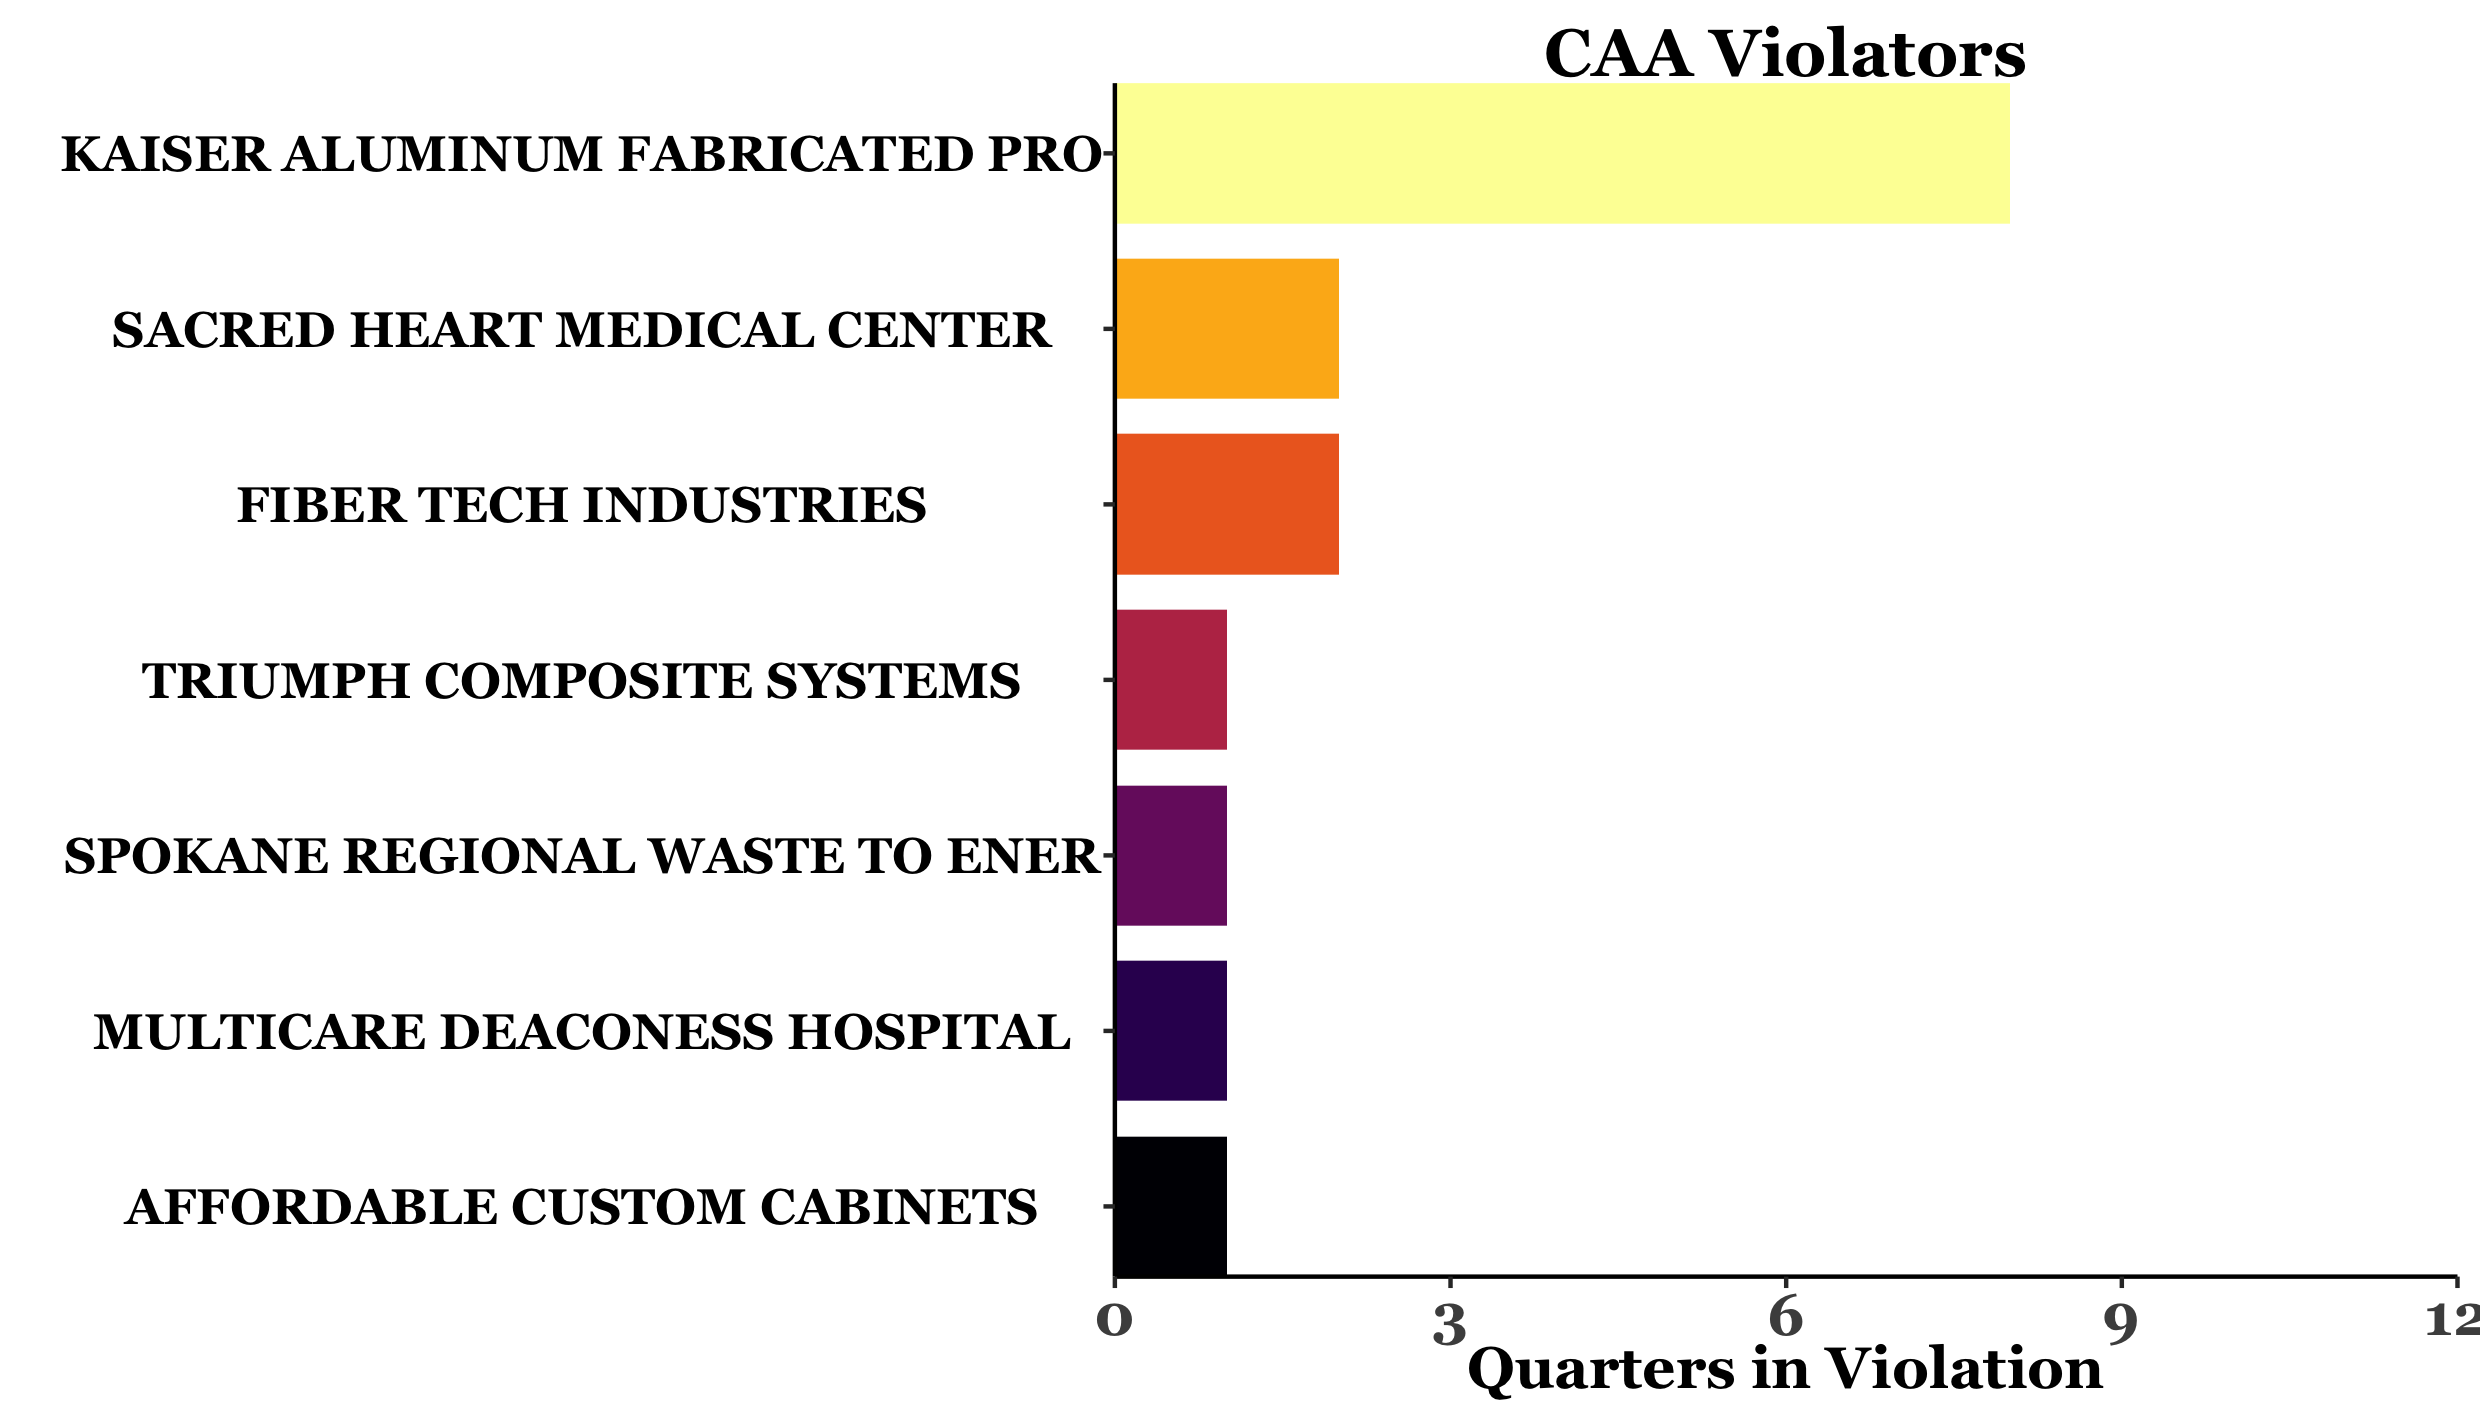 CAA Violators
KAISER ALUMINUM FABRICATED PRO
SACRED HEART MEDICAL CENTER
FIBER TECH INDUSTRIES
TRIUMPH COMPOSITE SYSTEMS
SPOKANE REGIONAL WASTE TO ENER
MULTICARE DEACONESS HOSPITAL
AFFORDABLE CUSTOM CABINETS
0 3 6 9 12
Quarters in Violation